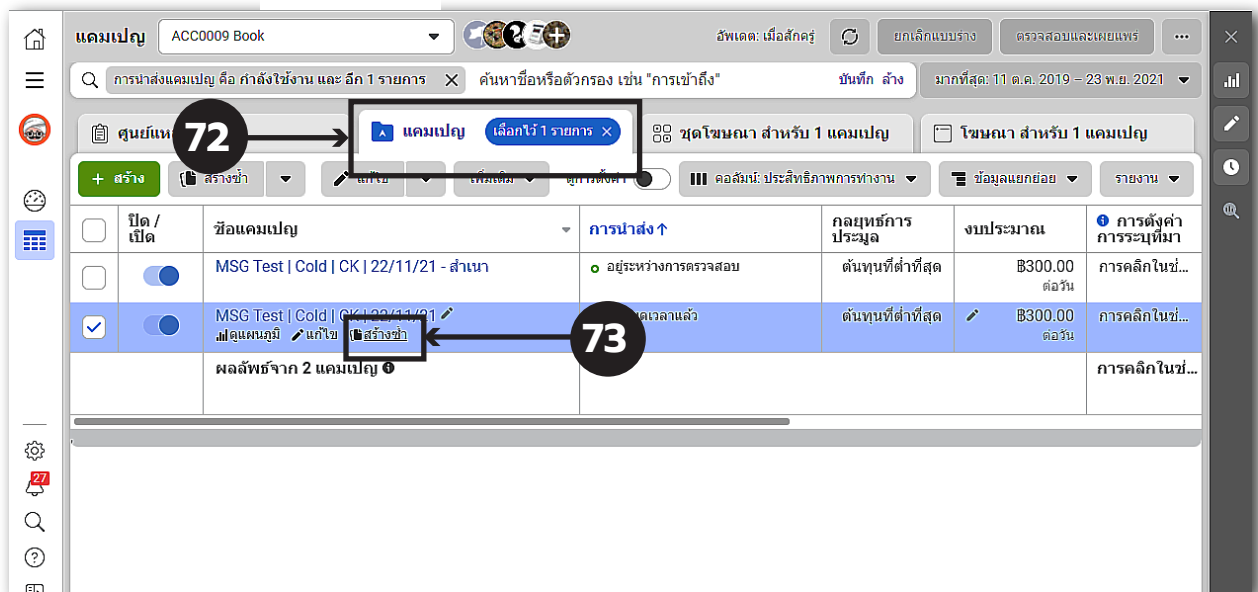 แคมเปญ ACC0009 Book อัพเดต: เมื่อสักครู่ ยกเลิกแบบร่าง ตรวจสอบและเผยแพร่
การนำส่งแคมเปญ คือ กำลังใช้งาน และ อีก 1 รายการ ค้นหาชื่อหรือตัวกรอง เช่น "การเข้าถึง" บันทึก ล้าง มากที่สุด: 11 ต.ค. 2019 – 23 พ.ย. 2021
72 แคมเปญ เลือกไว้ 1 รายการ × ชุดโฆษณา สำหรับ 1 แคมเปญ โฆษณา สำหรับ 1 แคมเปญ
+ สร้าง สร้างซ้ำ แก้ไข เพิ่มเติม ดูการตั้งค่า คอลัมน์: ประสิทธิภาพการทำงาน ข้อมูลแยกย่อย รายงาน
ปิด / เปิด ชื่อแคมเปญ การนำส่ง↑ กลยุทธ์การประมูล งบประมาณ การตั้งค่าการระบุที่มา
MSG Test | Cold | CK | 22/11/21 - สำเนา อยู่ระหว่างการตรวจสอบ ต้นทุนที่ต่ำที่สุด ฿300.00 การคลิกในช่...
ต่อวัน
MSG Test | Cold | CK | 22/11/21 ต้นทุนที่ต่ำที่สุด ฿300.00 การคลิกในช่...
ดูแผนภูมิ แก้ไข สร้างซ้ำ 73 ต่อวัน
ผลลัพธ์จาก 2 แคมเปญ การคลิกในช่...
27